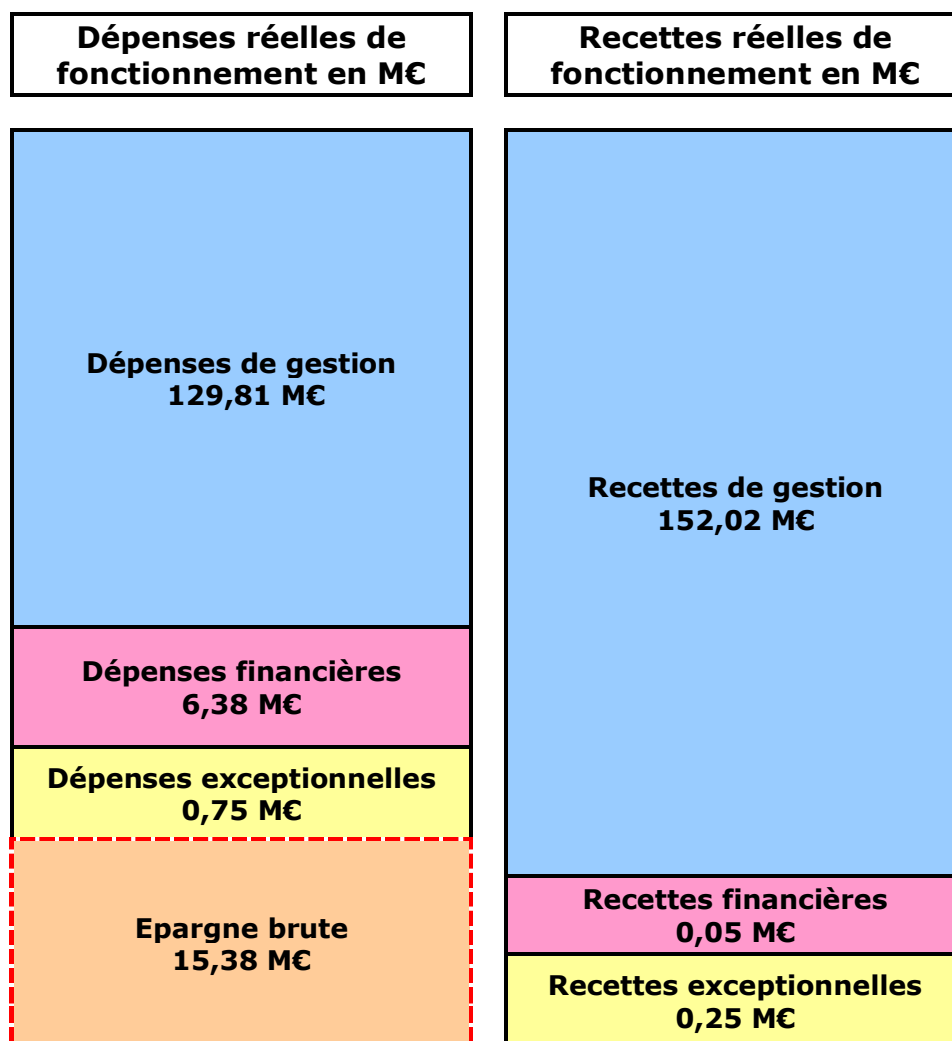 Dépenses réelles de
fonctionnement en M€
Recettes réelles de
fonctionnement en M€
Dépenses de gestion
129,81 M€
Dépenses financières
6,38 M€
Dépenses exceptionnelles
0,75 M€
Epargne brute
15,38 M€
Recettes de gestion
152,02 M€
Recettes financières
0,05 M€
Recettes exceptionnelles
0,25 M€